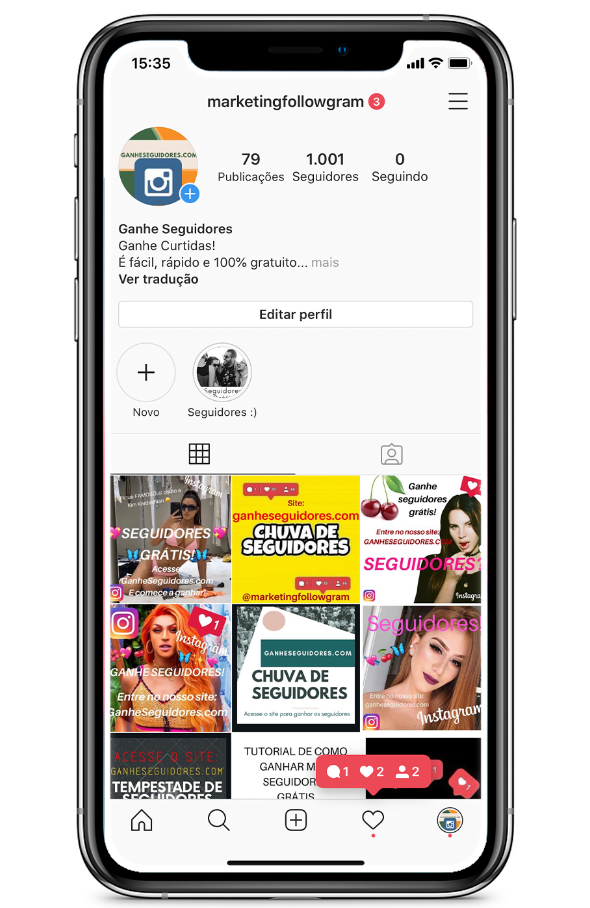 15:35
marketingfollowgram 3
GANHESEGUIDORES.COM
79
1.001
0
Publicações
Seguidores
Seguindo
Ganhe Seguidores
Ganhe Curtidas!
É fácil, rápido e 100% gratuito... mais
Ver tradução
Editar perfil
Seguidores
Novo
Seguidores :)
Instagram
SEGUIDORES
GRÁTIS!
Acesse
GanheSeguidores.com
E começe a ganhar!
Site:
ganheseguidores.com
CHUVA DE
SEGUIDORES
@marketingfollowgram
Ganhe
seguidores
grátis!
Entre no nosso site:
GANHESEGUIDORES.COM
SEGUIDORES?
Instagram
1
Instagram
GANHE SEGUIDORES!
Entre no nosso site:
GanheSeguidores.com
GANHESEGUIDORES.COM
CHUVA DE
SEGUIDORES
Acesse o site para ganhar os seguidores
Seguidores
Entre no nosso site:
Instagram
ACESSE O SITE:
GANHESEGUIDORES.COM
TEMPESTADE DE
SEGUIDORES
TUTORIAL DE COMO
GANHAR
SEGUIDOR
GRÁTIS
1 2 2
1